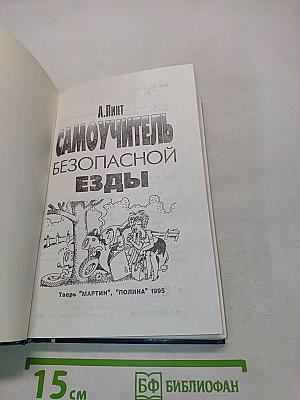 А.Пинт
САМОУЧИТЕЛЬ
БЕЗОПАСНОЙ
ЕЗДЫ
Тверь "МАРТИН", "ПОЛИНА" 1995
15 см
БФ БИБЛИОФАН